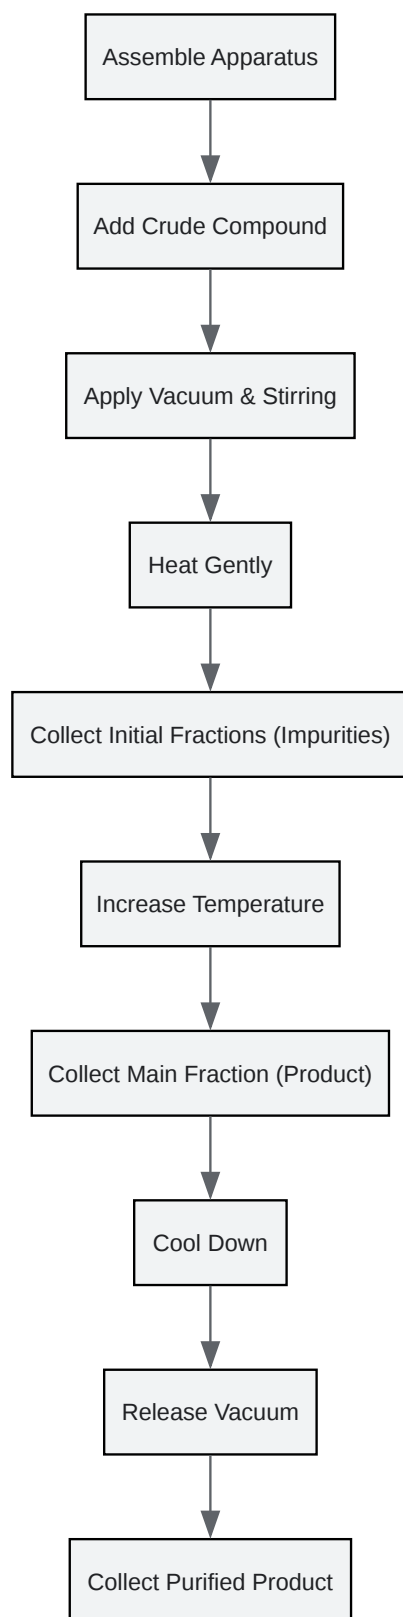 Assemble Apparatus
Add Crude Compound
Apply Vacuum & Stirring
Heat Gently
Collect Initial Fractions (Impurities)
Increase Temperature
Collect Main Fraction (Product)
Cool Down
Release Vacuum
Collect Purified Product